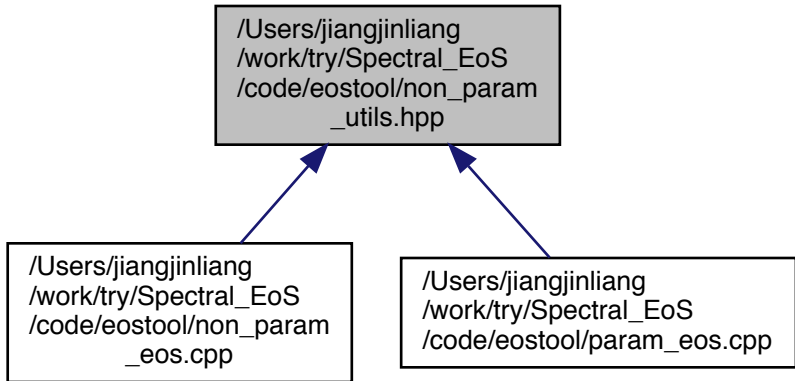 /Users/jiangjinliang
/work/try/Spectral_EoS
/code/eostool/non_param
_utils.hpp
/Users/jiangjinliang
/work/try/Spectral_EoS
/code/eostool/non_param
_eos.cpp
/Users/jiangjinliang
/work/try/Spectral_EoS
/code/eostool/param_eos.cpp